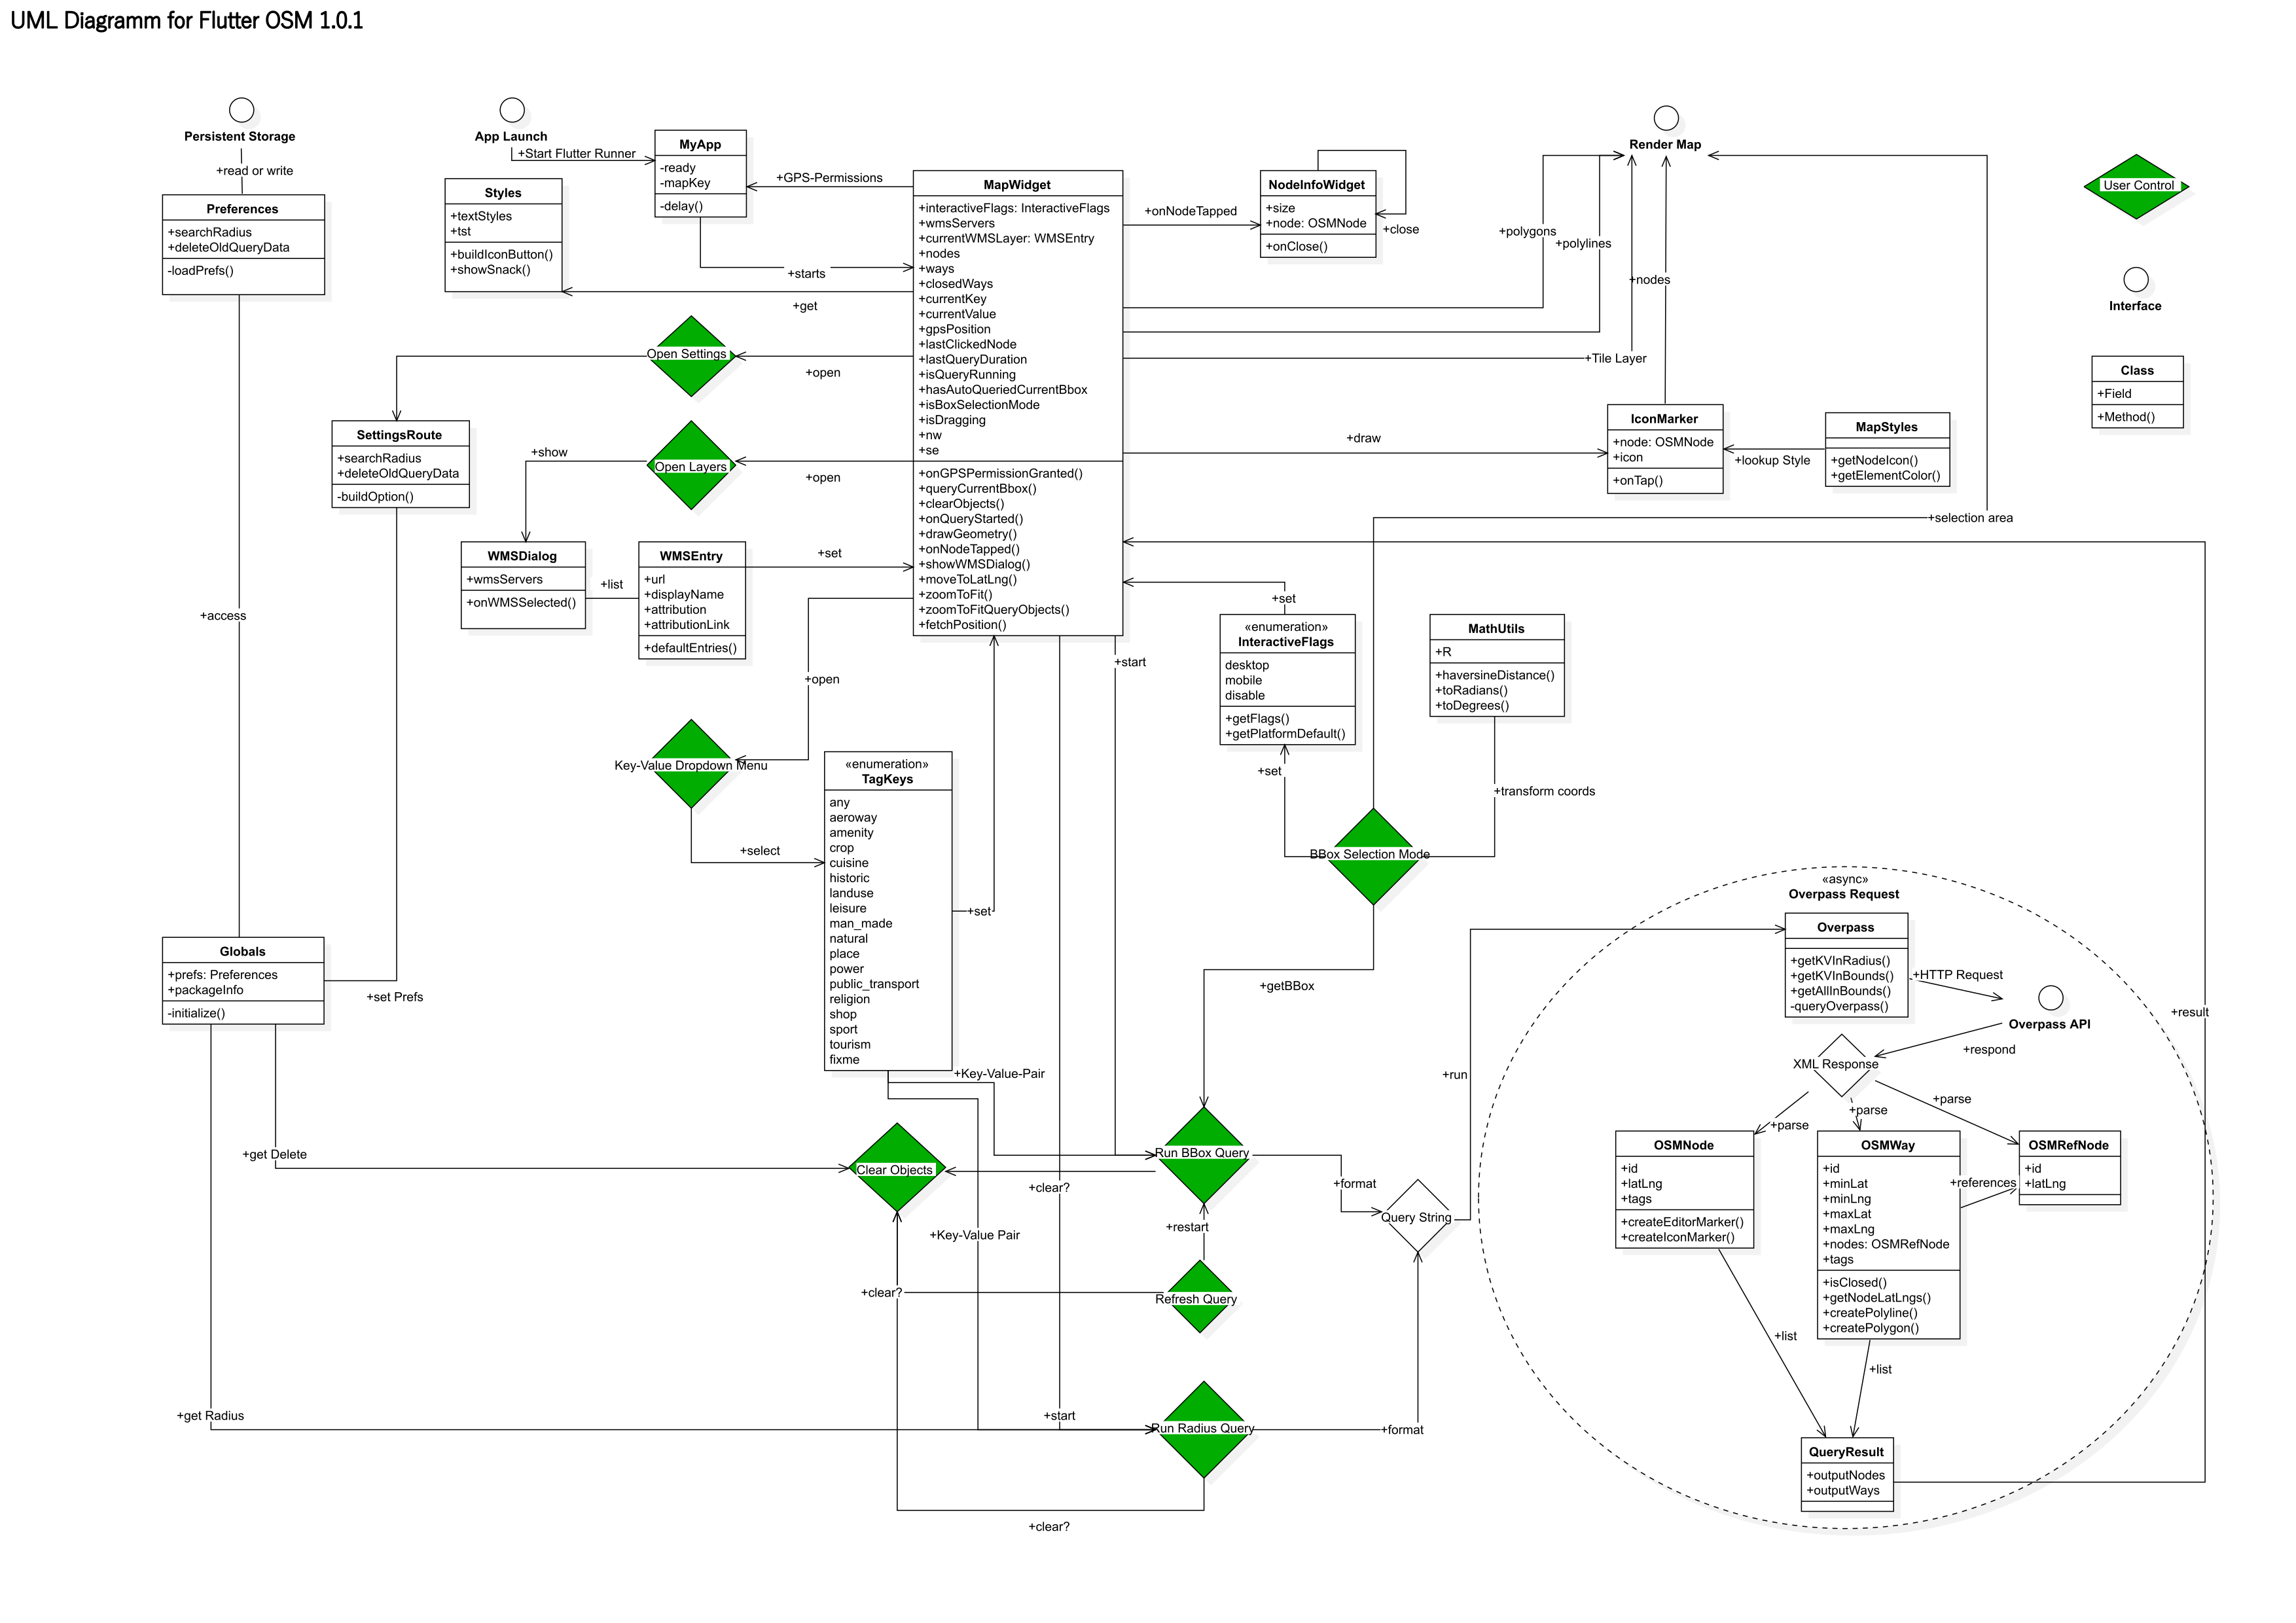 UML Diagramm for Flutter OSM 1.0.1
Persistent Storage
+read or write
Preferences
+searchRadius
+deleteOldQueryData
-loadPrefs()
App Launch
+Start Flutter Runner
MyApp
-ready
-mapKey
-delay()
Styles
+textStyles
+tst
+buildIconButton()
+showSnack()
+GPS-Permissions
+starts
+get
MapWidget
+interactiveFlags: InteractiveFlags
+wmsServers
+currentWMSLayer: WMSEntry
+nodes
+ways
+closedWays
+currentKey
+currentValue
+gpsPosition
+lastClickedNode
+lastQueryDuration
+isQueryRunning
+hasAutoQueriedCurrentBbox
+isBoxSelectionMode
+isDragging
+nw
+se
+onGPSPermissionGranted()
+queryCurrentBbox()
+clearObjects()
+onQueryStarted()
+drawGeometry()
+onNodeTapped()
+showWMSDialog()
+moveToLatLng()
+zoomToFit()
+zoomToFitQueryObjects()
+fetchPosition()
+onNodeTapped
NodeInfoWidget
+size
+node: OSMNode
+onClose()
+close
Render Map
+polygons
+polylines
+nodes
+Tile Layer
User Control
Interface
Class
+Field
+Method()
Open Settings
+open
SettingsRoute
+searchRadius
+deleteOldQueryData
-buildOption()
Open Layers
+open
+show
+draw
IconMarker
+node: OSMNode
+icon
+onTap()
+lookup Style
MapStyles
+getNodeIcon()
+getElementColor()
+selection area
WMSDialog
+wmsServers
+onWMSSelected()
+list
WMSEntry
+url
+displayName
+attribution
+attributionLink
+defaultEntries()
+set
+access
+open
+start
+set
«enumeration»
InteractiveFlags
desktop
mobile
disable
+getFlags()
+getPlatformDefault()
+set
MathUtils
+R
+haversineDistance()
+toRadians()
+toDegrees()
+transform coords
BBox Selection Mode
Key-Value Dropdown Menu
+select
«enumeration»
TagKeys
any
aeroway
amenity
crop
cuisine
historic
landuse
leisure
man_made
natural
place
power
public_transport
religion
shop
sport
tourism
fixme
+set
Globals
+prefs: Preferences
+packageInfo
-initialize()
+set Prefs
+getBBox
+Key-Value-Pair
+run
«async»
Overpass Request
Overpass
+getKVInRadius()
+getKVInBounds()
+getAllInBounds()
-queryOverpass()
+HTTP Request
Overpass API
+respond
XML Response
+parse
+parse
+parse
+result
+get Delete
Clear Objects
Run BBox Query
+clear?
+format
Query String
+restart
+Key-Value Pair
Refresh Query
+clear?
OSMNode
+id
+latLng
+tags
+createEditorMarker()
+createIconMarker()
OSMWay
+id
+minLat
+minLng
+maxLat
+maxLng
+nodes: OSMRefNode
+tags
+isClosed()
+getNodeLatLngs()
+createPolyline()
+createPolygon()
+references
OSMRefNode
+id
+latLng
+list
+list
+get Radius
+start
Run Radius Query
+format
+clear?
QueryResult
+outputNodes
+outputWays